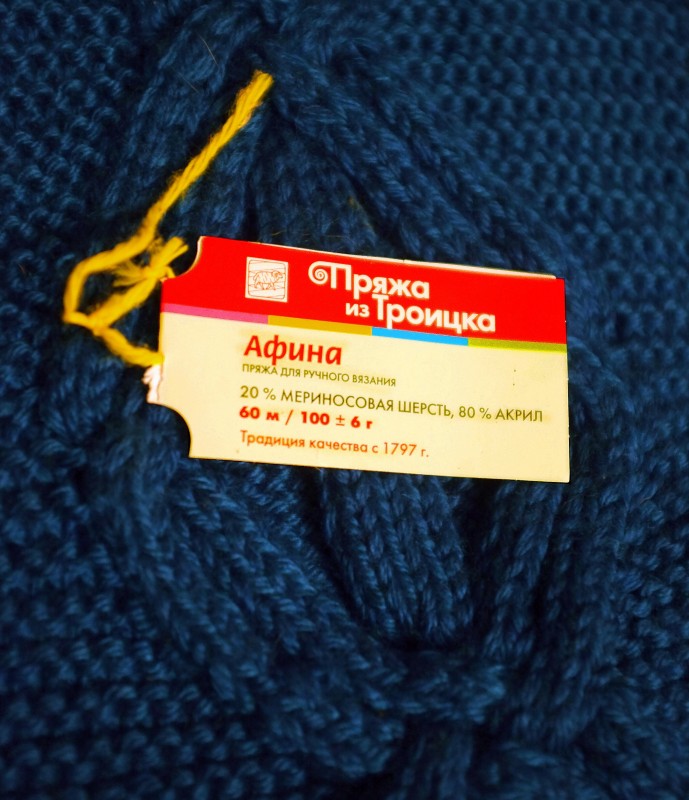 Пряжа
из Троицка
Афина
ПРЯЖА ДЛЯ РУЧНОГО ВЯЗАНИЯ
20 % МЕРИНОСОВАЯ ШЕРСТЬ, 80 % АКРИЛ
60 м / 100 ± 6 г
Традиция качества с 1797 г.